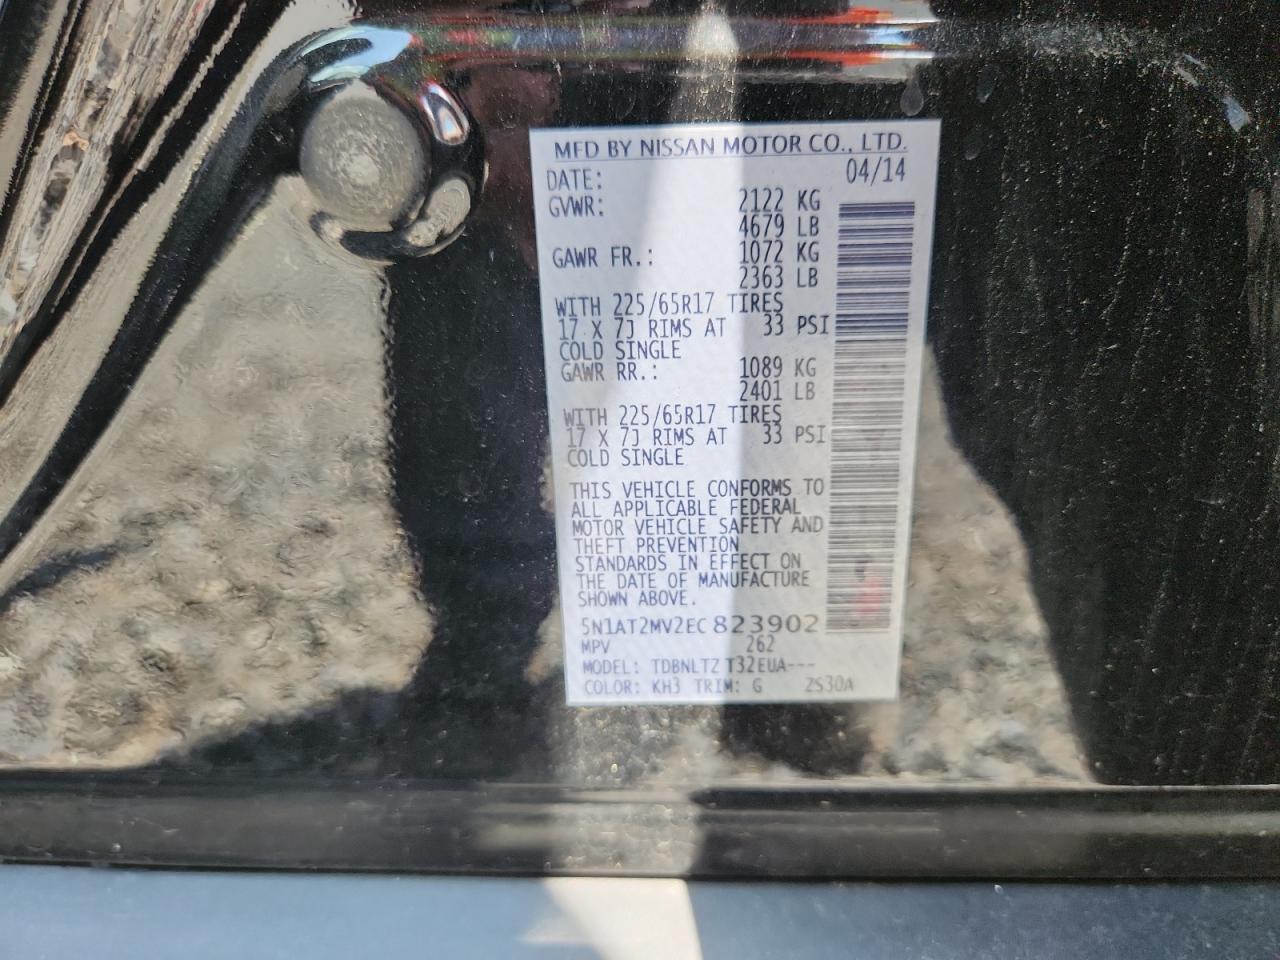 MFD BY NISSAN MOTOR CO., LTD.
DATE: 04/14
GVWR: 2122 KG
4679 LB
GAWR FR.: 1072 KG
2363 LB
WITH 225/65R17 TIRES
17 X 7J RIMS AT 33 PSI
COLD SINGLE
GAWR RR.: 1089 KG
2401 LB
WITH 225/65R17 TIRES
17 X 7J RIMS AT 33 PSI
COLD SINGLE
THIS VEHICLE CONFORMS TO
ALL APPLICABLE FEDERAL
MOTOR VEHICLE SAFETY AND
THEFT PREVENTION
STANDARDS IN EFFECT ON
THE DATE OF MANUFACTURE
SHOWN ABOVE.
5N1AT2MV2EC823902
MPV 262
MODEL: TDBNLTZ T32EUA---
COLOR: KH3 TRIM: G 2S30A